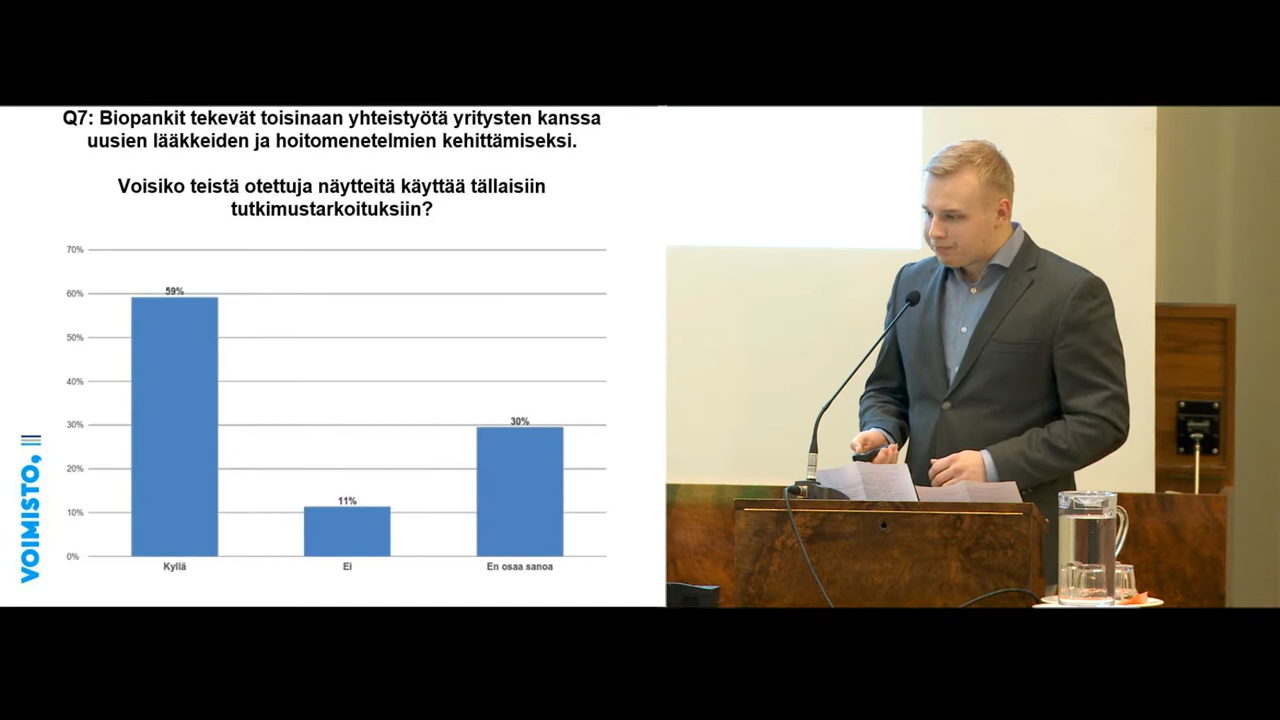 Q7: Biopankit tekevät toisinaan yhteistyötä yritysten kanssa
uusien lääkkeiden ja hoitomenetelmien kehittämiseksi.
Voisiko teistä otettuja näytteitä käyttää tällaisiin
tutkimustarkoituksiin?
70%
60%
50%
40%
30%
20%
10%
0%
59%
11%
30%
Kyllä
Ei
En osaa sanoa
VOIMISTO,